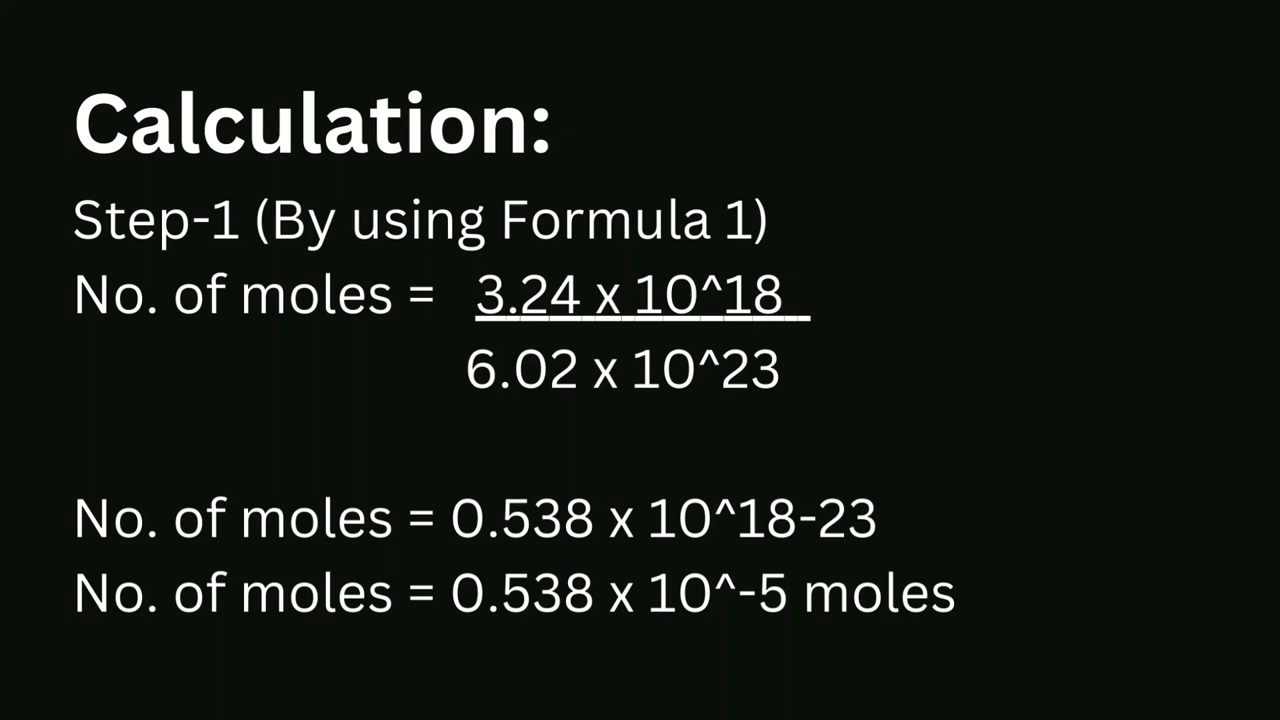 Calculation:
Step-1 (By using Formula 1)
No. of moles = 3.24 x 10^18
6.02 x 10^23
No. of moles = 0.538 x 10^18-23
No. of moles = 0.538 x 10^-5 moles